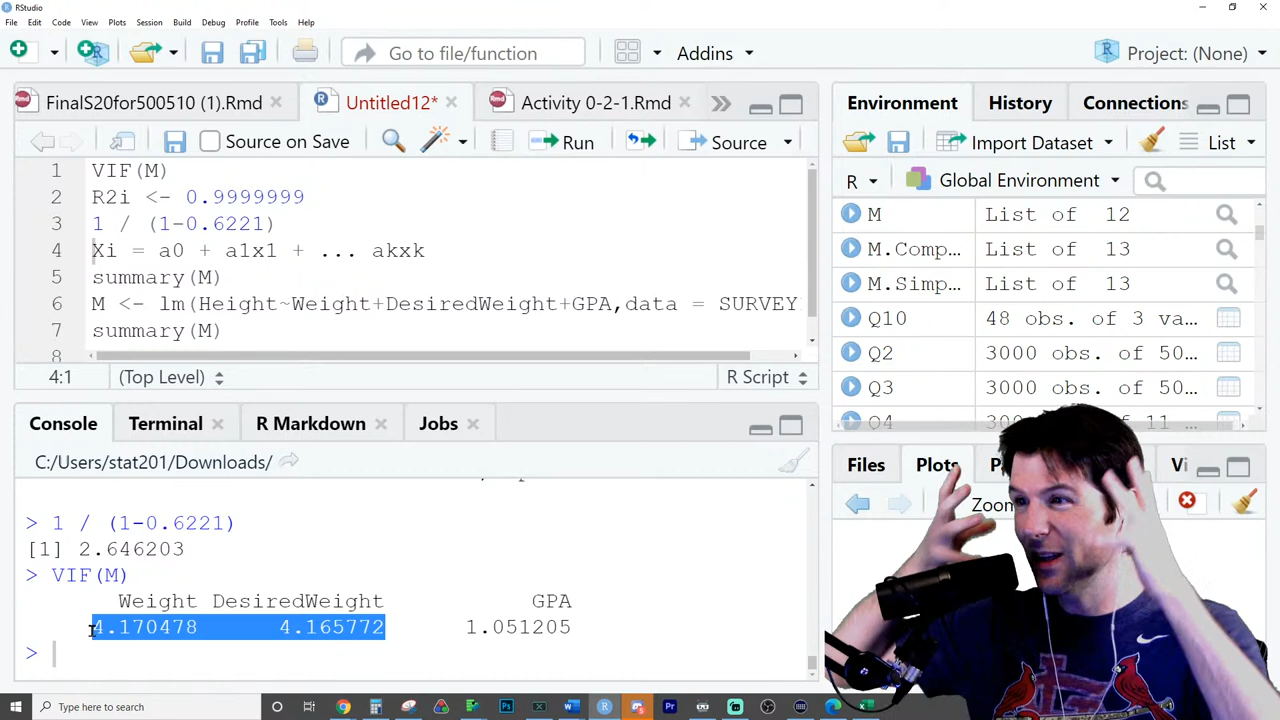 RStudio
File Edit Code View Plots Session Build Debug Profile Tools Help
Go to file/function Addins Project: (None)
FinalS20for500510 (1).Rmd Untitled12* Activity 0-2-1.Rmd
Source on Save Run Source
1 VIF(M)
2 R2i <- 0.9999999
3 1 / (1-0.6221)
4 Xi = a0 + a1x1 + ... akxk
5 summary(M)
6 M <- lm(Height~Weight+DesiredWeight+GPA,data = SURVEY
7 summary(M)
8
4:1 (Top Level) R Script
Console Terminal R Markdown Jobs
C:/Users/stat201/Downloads/
> 1 / (1-0.6221)
[1] 2.646203
> VIF(M)
Weight DesiredWeight GPA
4.170478 4.165772 1.051205
>
Environment History Connections
Import Dataset List
R Global Environment
M List of 12
M.Comp... List of 13
M.Simp... List of 13
Q10 48 obs. of 3 va...
Q2 3000 obs. of 50...
Q3 3000 obs. of 50...
Q4 of 11
Files Plots
Zoom
Type here to search